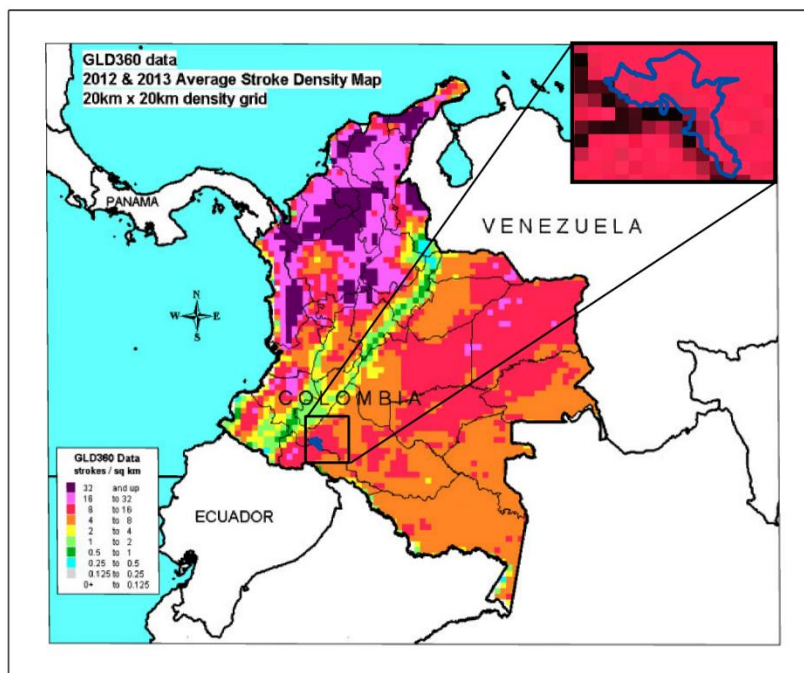 GLD360 data
2012 & 2013 Average Stroke Density Map
20km x 20km density grid
PANAMA
VENEZUELA
N
W E
S
COLOMBIA
GLD360 Data
strokes / sq km
32 and up
16 to 32
8 to 16
4 to 8
2 to 4
1 to 2
0.5 to 1
0.25 to 0.5
0.125 to 0.25
0+ to 0.125
ECUADOR